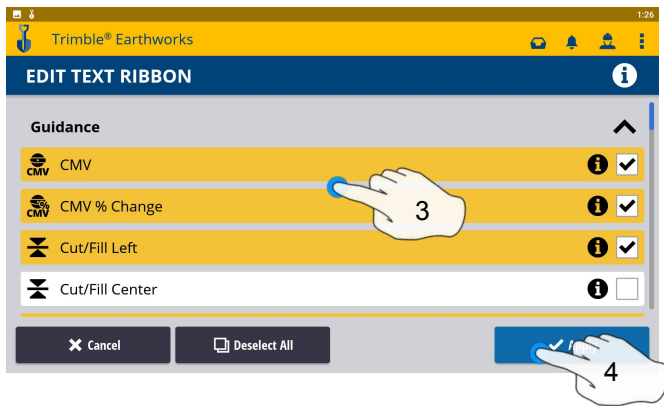 1:26
Trimble® Earthworks
EDIT TEXT RIBBON
Guidance
CMV CMV
CMV CMV % Change
3
Cut/Fill Left
Cut/Fill Center
Cancel Deselect All
4